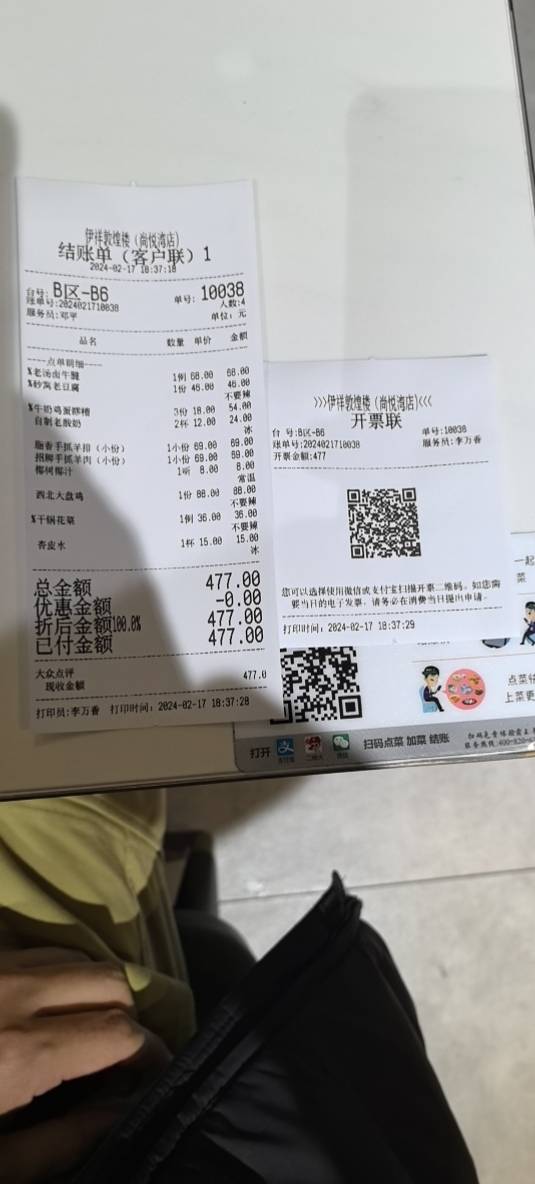 伊祥敦煌楼（尚悦湾店）
结账单（客户联）1
2024-02-17 18:37:18
台号:B区-B6 单号:10038
账单号:2024021710038 人数:4
服务员:邓平 单位:元
品名 数量 单价 金额
----点单明细----
%老汤卤牛腱 1例 68.00 68.00
%砂窝老豆腐 1份 46.00 46.00
不要辣
%牛奶鸡蛋醪糟 3份 18.00 54.00
自制老酸奶 2杯 12.00 24.00
冰
脂香手抓羊排（小份） 1小份 69.00 69.00
招牌手抓羊肉（小份） 1小份 69.00 69.00
椰树椰汁 1听 8.00 8.00
常温
西北大盘鸡 1份 88.00 88.00
不要辣
%干锅花菜 1例 36.00 36.00
不要辣
杏皮水 1杯 15.00 15.00
冰
总金额 477.00
优惠金额 -0.00
折后金额100.0% 477.00
已付金额 477.00
大众点评 477.0
现收金额
打印员:李万香 打印时间:2024-02-17 18:37:28
>>>伊祥敦煌楼（尚悦湾店）<<<
开票联
台 号:B区-B6 单号:10038
账单号:2024021710038 服务员:李万香
开票金额:477
您可以选择使用微信或支付宝扫描开票二维码。如您需
要当日的电子发票，请务必在消费当日提出申请。
打印时间:2024-02-17 18:37:29
一起
菜
点菜
上菜更
打开 支付宝 微信 扫码点菜 加菜 结账